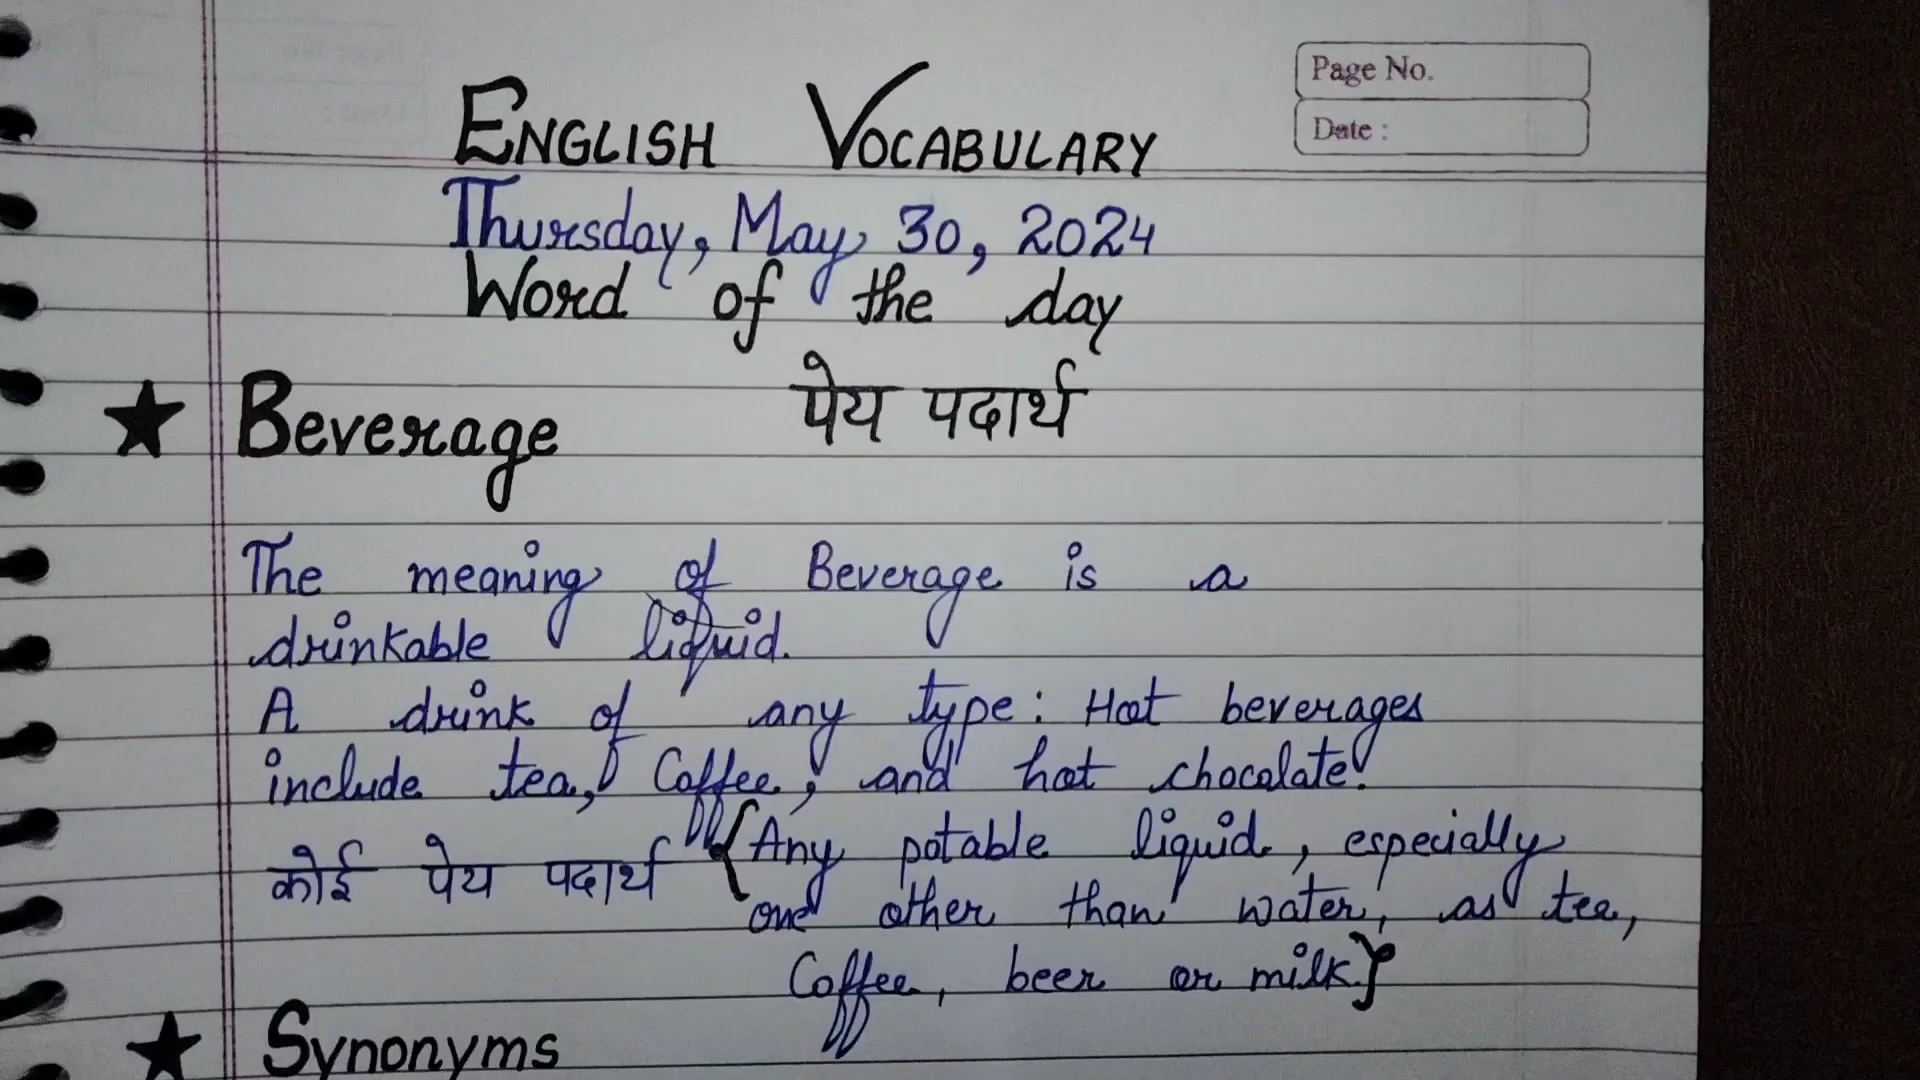 Page No.
Date :
ENGLISH VOCABULARY
Thursday, May 30, 2024
Word of the day
★ Beverage पेय पदार्थ
The meaning of Beverage is a
drinkable liquid.
A drink of any type: Hot beverages
include tea, Coffee, and hot chocolate.
कोई पेय पदार्थ {Any potable liquid, especially
one other than water, as tea,
Coffee, beer or milk.}
★ Synonyms